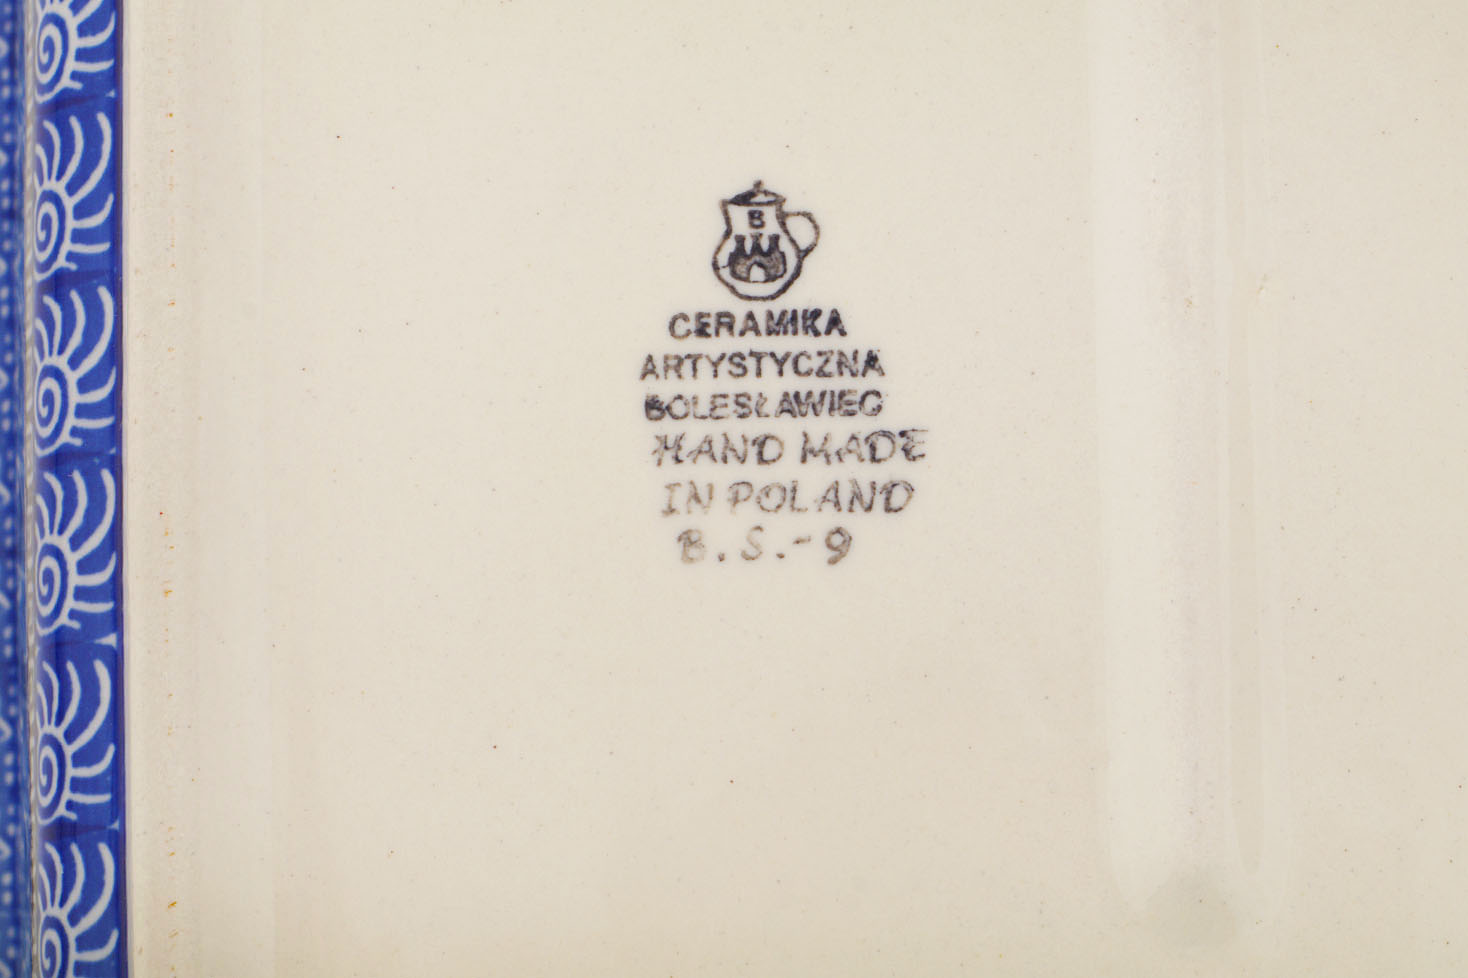 B
CERAMIKA
ARTYSTYCZNA
BOLESŁAWIEC
HAND MADE
IN POLAND
B.S.-9